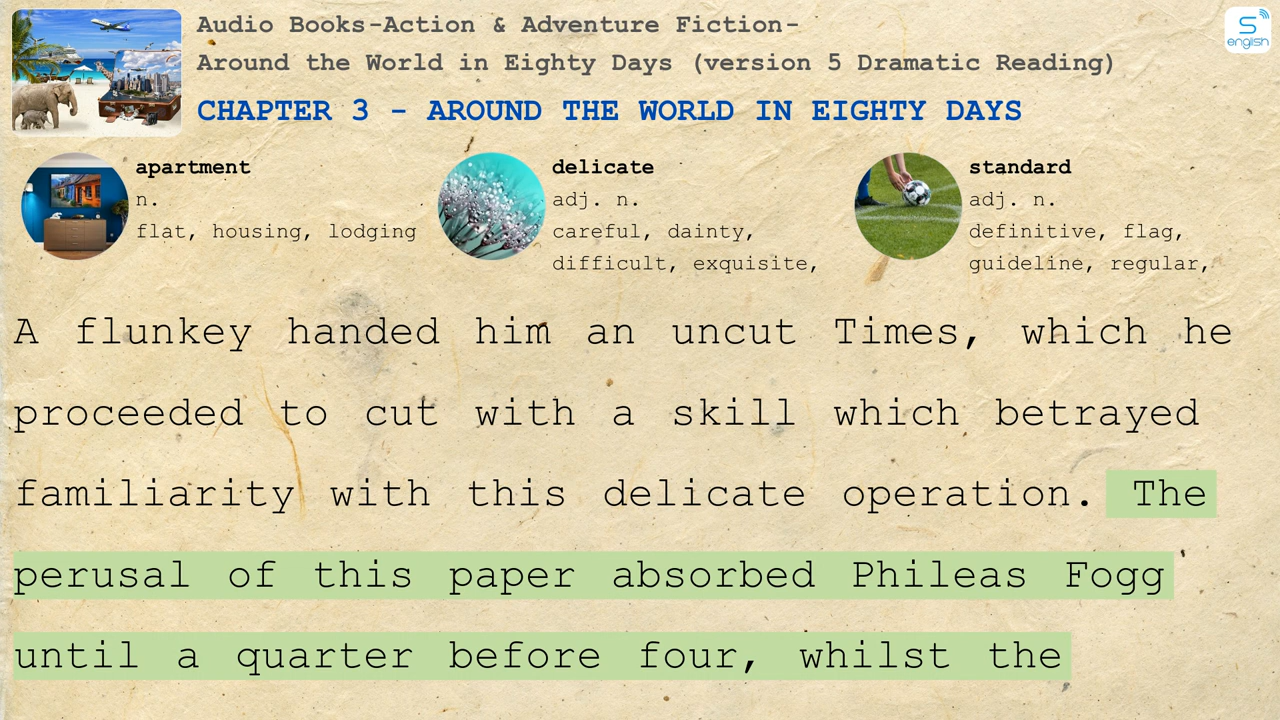 Audio Books-Action & Adventure Fiction-
Around the World in Eighty Days (version 5 Dramatic Reading)
CHAPTER 3 - AROUND THE WORLD IN EIGHTY DAYS
S
english
apartment
n.
flat, housing, lodging
delicate
adj. n.
careful, dainty,
difficult, exquisite,
standard
adj. n.
definitive, flag,
guideline, regular,
A flunkey handed him an uncut Times, which he
proceeded to cut with a skill which betrayed
familiarity with this delicate operation. The
perusal of this paper absorbed Phileas Fogg
until a quarter before four, whilst the